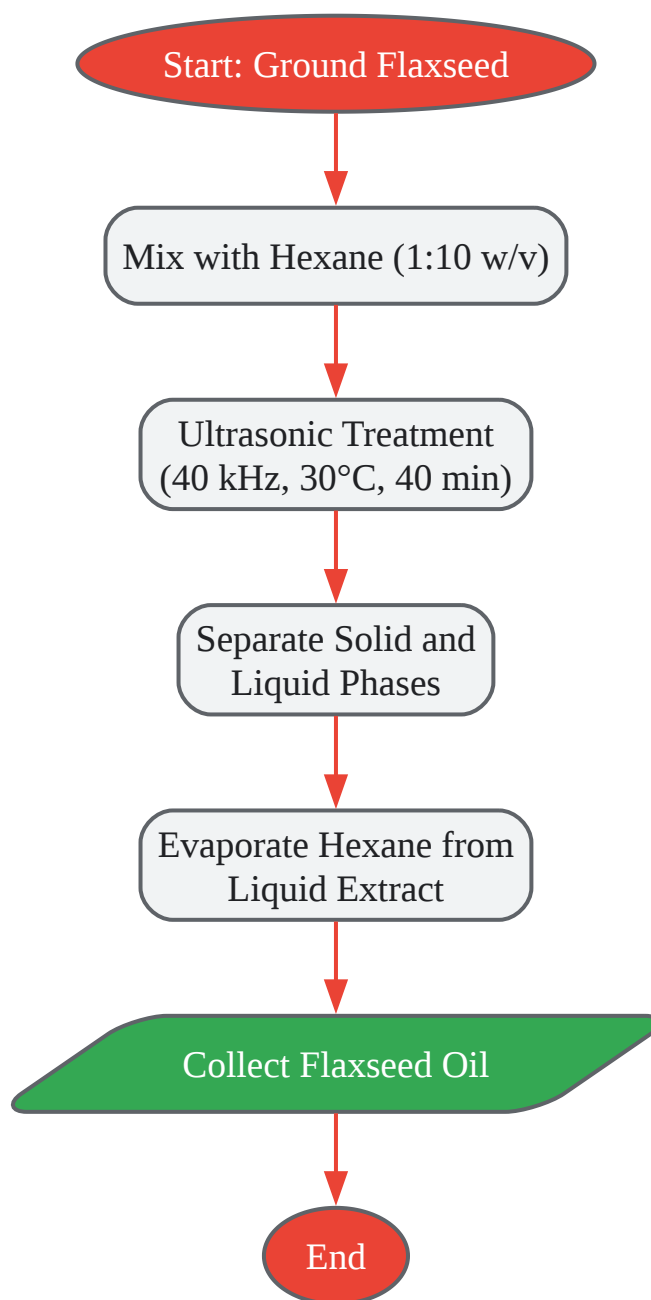 Start: Ground Flaxseed
Mix with Hexane (1:10 w/v)
Ultrasonic Treatment
(40 kHz, 30°C, 40 min)
Separate Solid and
Liquid Phases
Evaporate Hexane from
Liquid Extract
Collect Flaxseed Oil
End